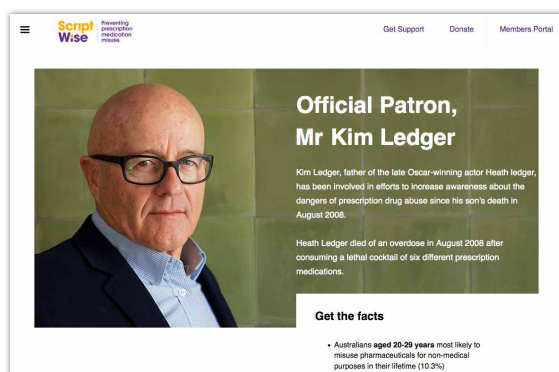 Script Wise
Preventing
prescription
medication
misuse.
Get Support
Donate
Members Portal
Official Patron,
Mr Kim Ledger
Kim Ledger, father of the late Oscar-winning actor Heath ledger,
has been involved in efforts to increase awareness about the
dangers of prescription drug abuse since his son's death in
August 2008.
Heath Ledger died of an overdose in August 2008 after
consuming a lethal cocktail of six different prescription
medications.
Get the facts
• Australians aged 20-29 years most likely to
misuse pharmaceuticals for non-medical
purposes in their lifetime (10.3%)